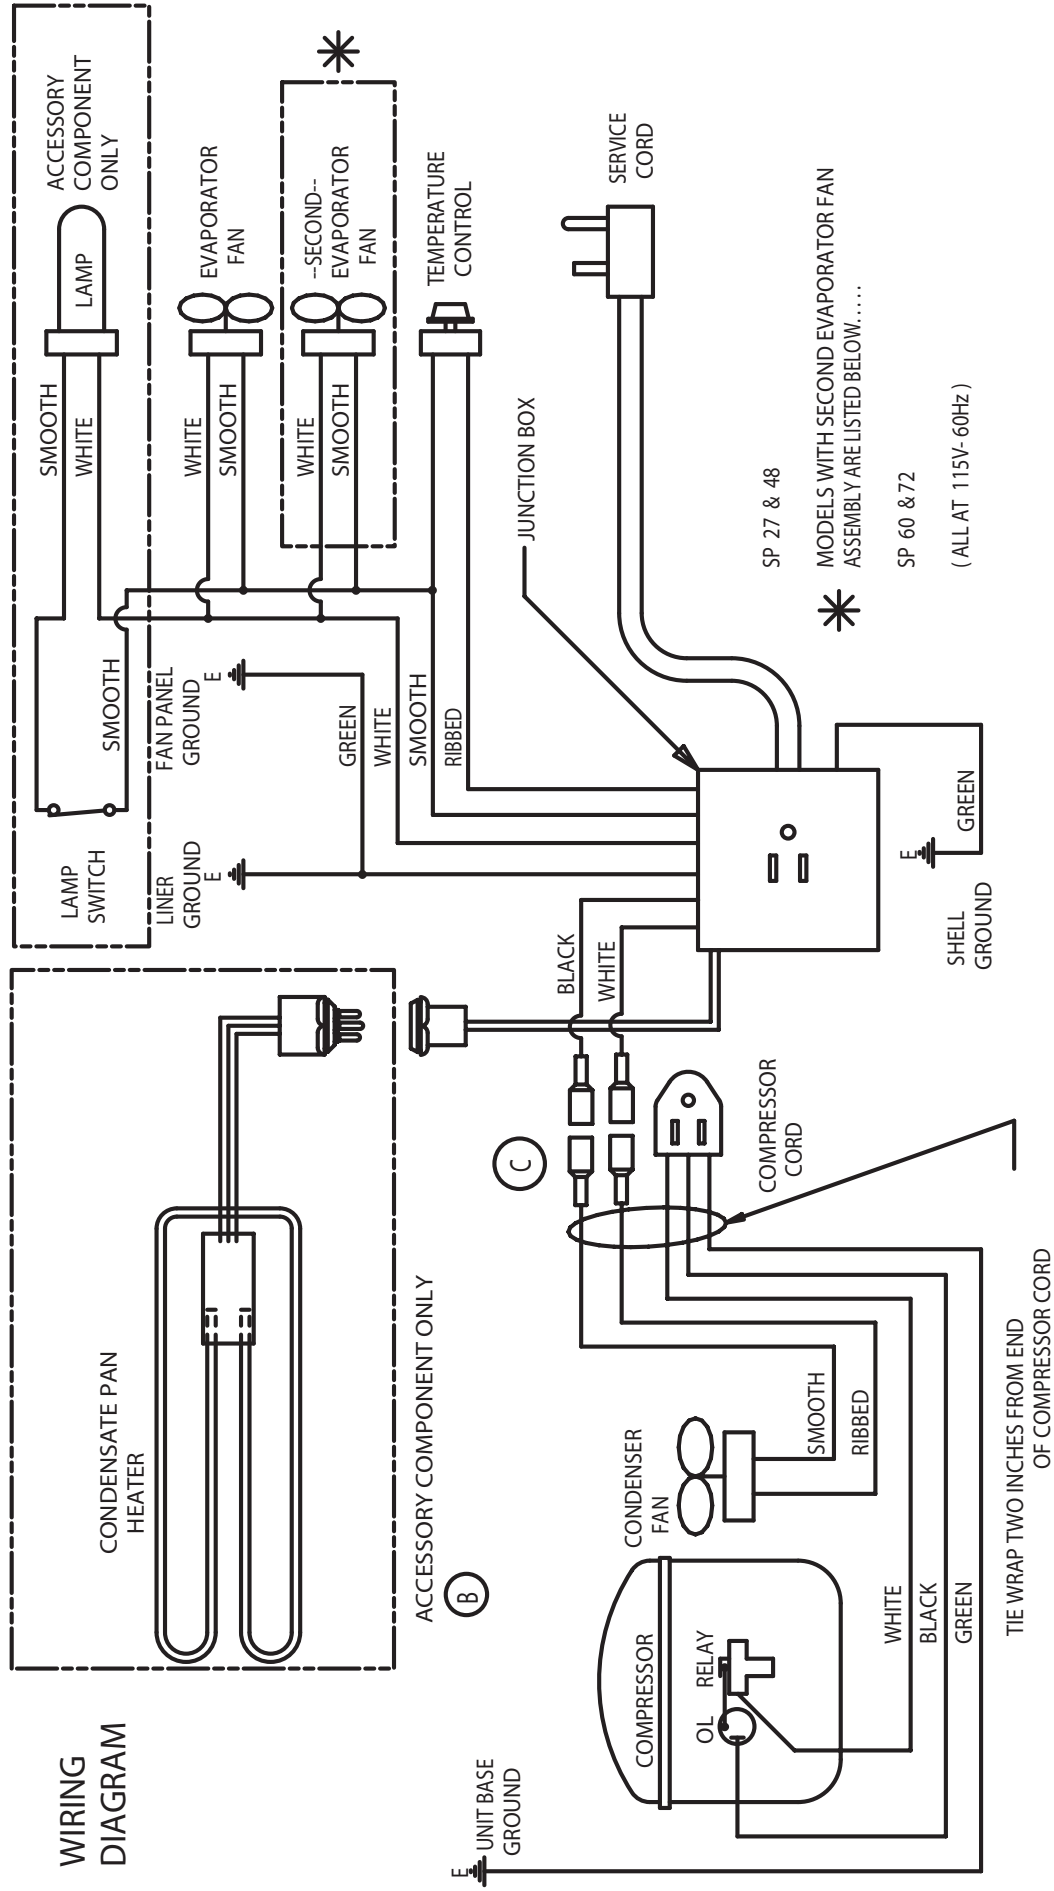 WIRING
DIAGRAM
CONDENSATE PAN
HEATER
ACCESSORY COMPONENT ONLY
B
LAMP
SWITCH
SMOOTH
SMOOTH
WHITE
LAMP
ACCESSORY
COMPONENT
ONLY
LINER
GROUND
E
FAN PANEL
GROUND
E
WHITE
SMOOTH
EVAPORATOR
FAN
WHITE
SMOOTH
--SECOND--
EVAPORATOR
FAN
GREEN
WHITE
SMOOTH
RIBBED
TEMPERATURE
CONTROL
JUNCTION BOX
SERVICE
CORD
BLACK
WHITE
C
COMPRESSOR
CORD
E
UNIT BASE
GROUND
COMPRESSOR
OL
RELAY
CONDENSER
FAN
SMOOTH
RIBBED
WHITE
BLACK
GREEN
TIE WRAP TWO INCHES FROM END
OF COMPRESSOR CORD
SHELL
GROUND
E
GREEN
SP 27 & 48
MODELS WITH SECOND EVAPORATOR FAN
ASSEMBLY ARE LISTED BELOW.....
SP 60 & 72
( ALL AT 115V- 60Hz )